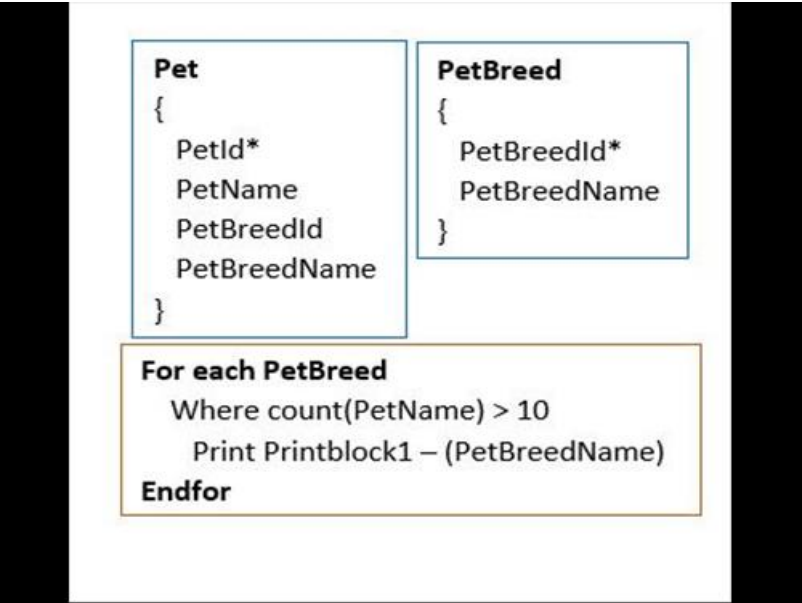 Pet
{
PetId*
PetName
PetBreedId
PetBreedName
}
PetBreed
{
PetBreedId*
PetBreedName
}
For each PetBreed
Where count(PetName) > 10
Print Printblock1 – (PetBreedName)
Endfor